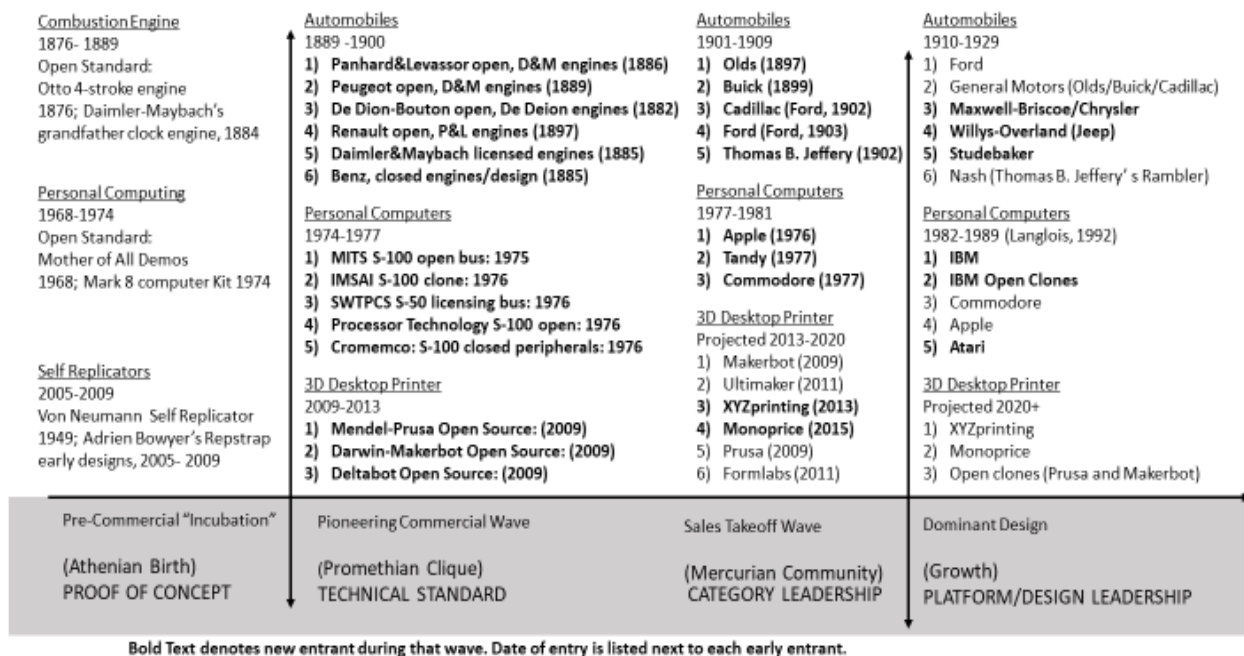 Combustion Engine
1876- 1889
Open Standard:
Otto 4-stroke engine
1876; Daimler-Maybach's
grandfather clock engine, 1884
Personal Computing
1968-1974
Open Standard:
Mother of All Demos
1968; Mark 8 computer Kit 1974
Self Replicators
2005-2009
Von Neumann Self Replicator
1949; Adrien Bowyer's Repstrap
early designs, 2005- 2009
Automobiles
1889 -1900
1) Panhard&Levassor open, D&M engines (1886)
2) Peugeot open, D&M engines (1889)
3) De Dion-Bouton open, De Deion engines (1882)
4) Renault open, P&L engines (1897)
5) Daimler&Maybach licensed engines (1885)
6) Benz, closed engines/design (1885)
Personal Computers
1974-1977
1) MITS S-100 open bus: 1975
2) IMSAI S-100 clone: 1976
3) SWTPCS S-50 licensing bus: 1976
4) Processor Technology S-100 open: 1976
5) Cromemco: S-100 closed peripherals: 1976
3D Desktop Printer
2009-2013
1) Mendel-Prusa Open Source: (2009)
2) Darwin-Makerbot Open Source: (2009)
3) Deltabot Open Source: (2009)
Automobiles
1901-1909
1) Olds (1897)
2) Buick (1899)
3) Cadillac (Ford, 1902)
4) Ford (Ford, 1903)
5) Thomas B. Jeffery (1902)
Personal Computers
1977-1981
1) Apple (1976)
2) Tandy (1977)
3) Commodore (1977)
3D Desktop Printer
Projected 2013-2020
1) Makerbot (2009)
2) Ultimaker (2011)
3) XYZprinting (2013)
4) Monoprice (2015)
5) Prusa (2009)
6) Formlabs (2011)
Automobiles
1910-1929
1) Ford
2) General Motors (Olds/Buick/Cadillac)
3) Maxwell-Briscoe/Chrysler
4) Willys-Overland (Jeep)
5) Studebaker
6) Nash (Thomas B. Jeffery' s Rambler)
Personal Computers
1982-1989 (Langlois, 1992)
1) IBM
2) IBM Open Clones
3) Commodore
4) Apple
5) Atari
3D Desktop Printer
Projected 2020+
1) XYZprinting
2) Monoprice
3) Open clones (Prusa and Makerbot)
Pre-Commercial "Incubation"
(Athenian Birth)
PROOF OF CONCEPT
Pioneering Commercial Wave
(Promethian Clique)
TECHNICAL STANDARD
Sales Takeoff Wave
(Mercurian Community)
CATEGORY LEADERSHIP
Dominant Design
(Growth)
PLATFORM/DESIGN LEADERSHIP
Bold Text denotes new entrant during that wave. Date of entry is listed next to each early entrant.